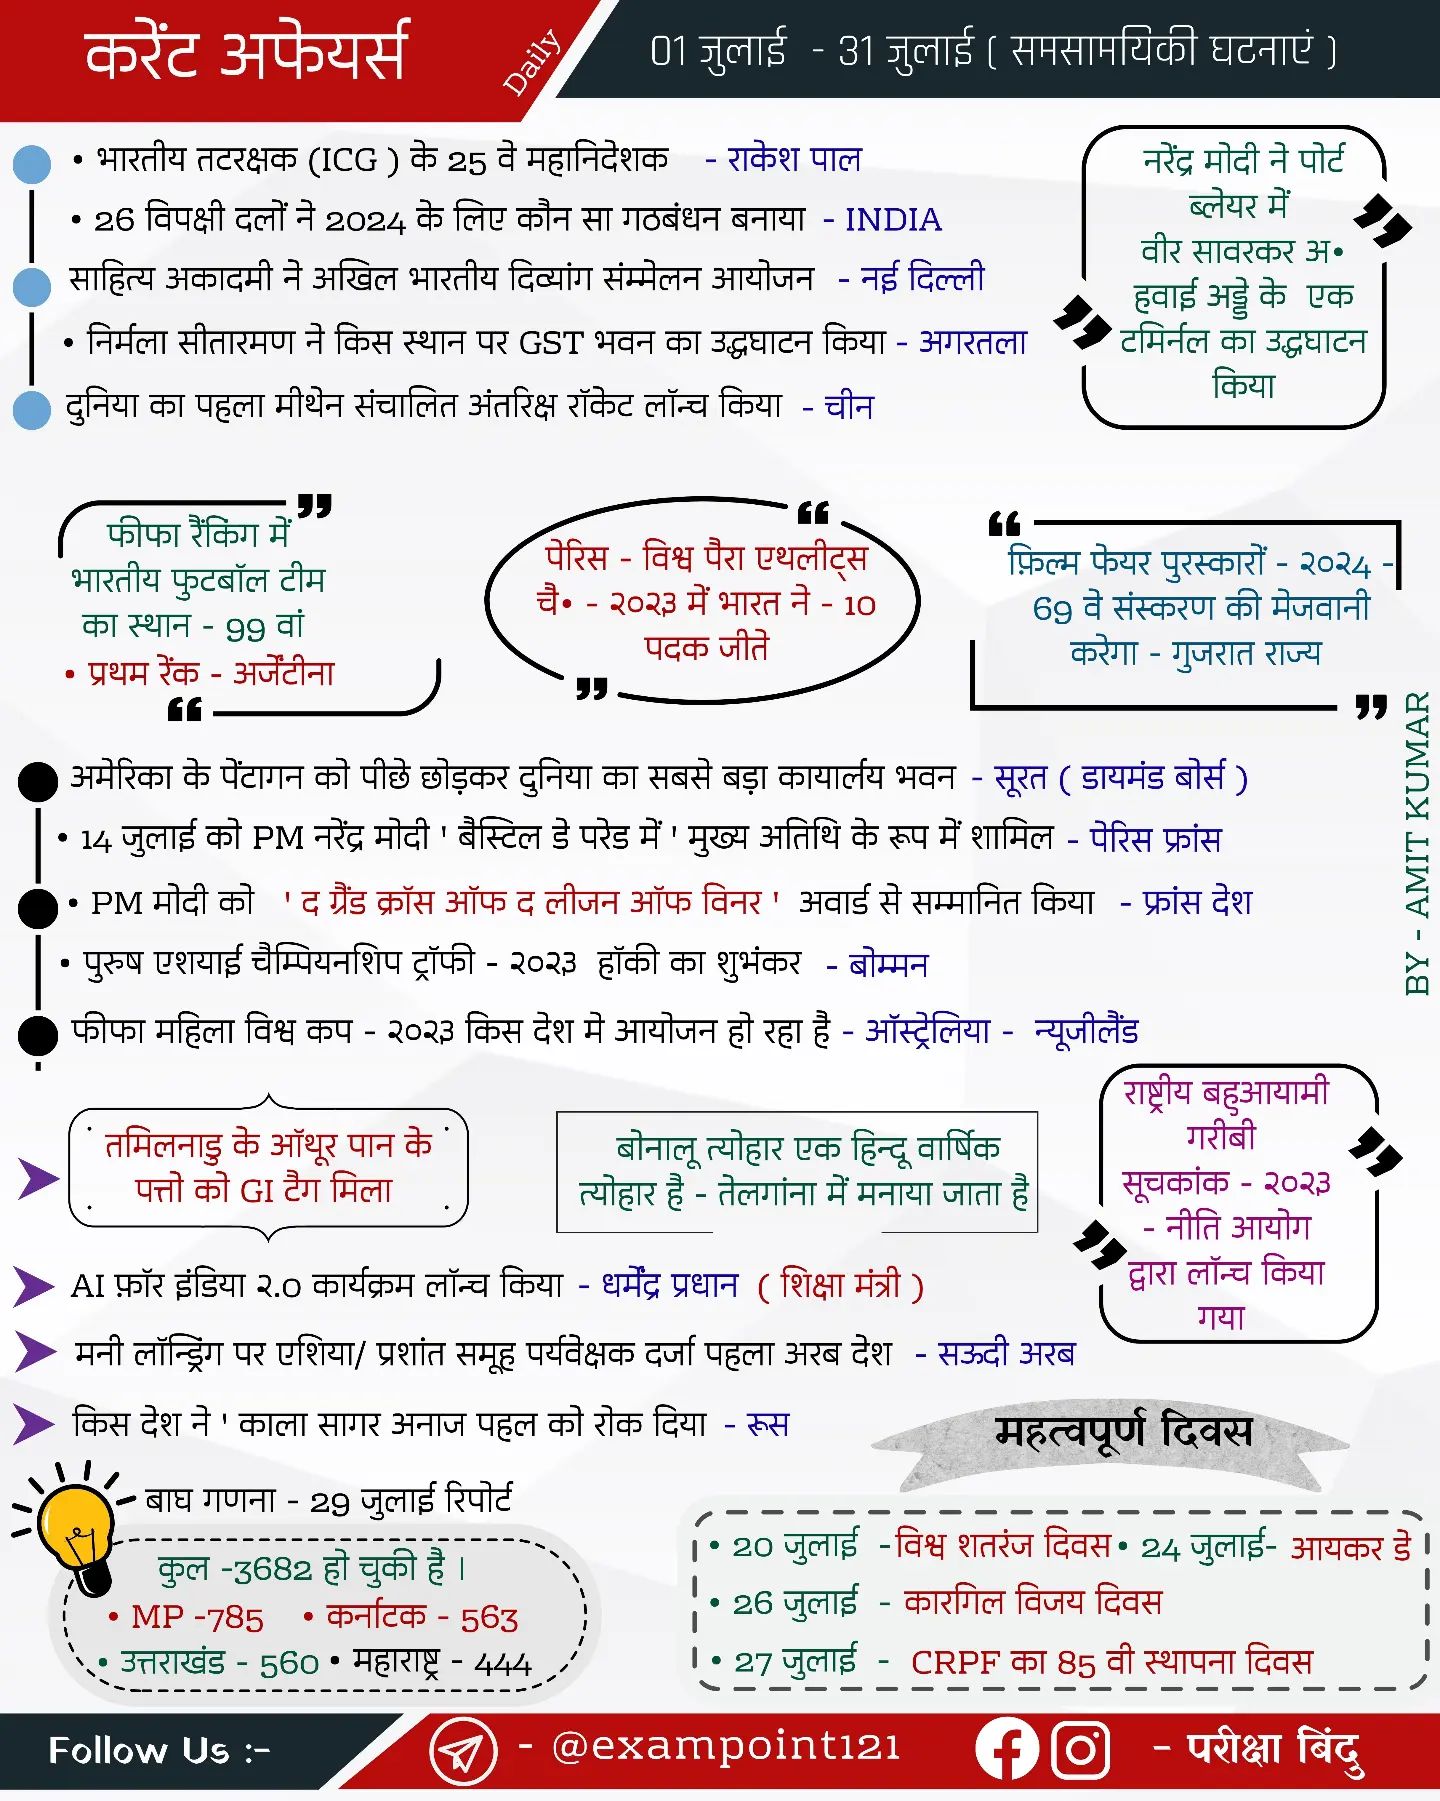 करेंट अफेयर्स
Daily
01 जुलाई - 31 जुलाई ( समसामयिकी घटनाएं )
• भारतीय तटरक्षक (ICG ) के 25 वे महानिदेशक - राकेश पाल
• 26 विपक्षी दलों ने 2024 के लिए कौन सा गठबंधन बनाया - INDIA
साहित्य अकादमी ने अखिल भारतीय दिव्यांग संम्मेलन आयोजन - नई दिल्ली
• निर्मला सीतारमण ने किस स्थान पर GST भवन का उद्घघाटन किया - अगरतला
दुनिया का पहला मीथेन संचालित अंतरिक्ष रॉकेट लॉन्च किया - चीन
नरेंद्र मोदी ने पोर्ट
ब्लेयर में
वीर सावरकर अ•
हवाई अड्डे के एक
टमिर्नल का उद्घघाटन
किया
फीफा रैंकिंग में
भारतीय फुटबॉल टीम
का स्थान - 99 वां
• प्रथम रेंक - अर्जेंटीना
पेरिस - विश्व पैरा एथलीट्स
चै• - २०२३ में भारत ने - 10
पदक जीते
फ़िल्म फेयर पुरस्कारों - २०२4 -
69 वे संस्करण की मेजवानी
करेगा - गुजरात राज्य
BY - AMIT KUMAR
अमेरिका के पेंटागन को पीछे छोड़कर दुनिया का सबसे बड़ा कायार्लय भवन - सूरत ( डायमंड बोर्स )
• 14 जुलाई को PM नरेंद्र मोदी ' बैस्टिल डे परेड में ' मुख्य अतिथि के रूप में शामिल - पेरिस फ्रांस
• PM मोदी को ' द ग्रैंड क्रॉस ऑफ द लीजन ऑफ विनर ' अवार्ड से सम्मानित किया - फ्रांस देश
• पुरुष एशयाई चैम्पियनशिप ट्रॉफी - २०२३ हॉकी का शुभंकर - बोम्मन
फीफा महिला विश्व कप - २०२३ किस देश मे आयोजन हो रहा है - ऑस्ट्रेलिया - न्यूजीलैंड
तमिलनाडु के ऑथूर पान के
पत्तो को GI टैग मिला
बोनालू त्योहार एक हिन्दू वार्षिक
त्योहार है - तेलगांना में मनाया जाता है
राष्ट्रीय बहुआयामी
गरीबी
सूचकांक - २०२३
- नीति आयोग
द्वारा लॉन्च किया
गया
AI फ़ॉर इंडिया २.० कार्यक्रम लॉन्च किया - धर्मेंद्र प्रधान ( शिक्षा मंत्री )
मनी लॉन्ड्रिंग पर एशिया/ प्रशांत समूह पर्यवेक्षक दर्जा पहला अरब देश - सऊदी अरब
किस देश ने ' काला सागर अनाज पहल को रोक दिया - रूस
बाघ गणना - 29 जुलाई रिपोर्ट
कुल -3682 हो चुकी है ।
• MP -785 • कर्नाटक - 563
• उत्तराखंड - 560 • महाराष्ट्र - 444
महत्वपूर्ण दिवस
• 20 जुलाई -विश्व शतरंज दिवस • 24 जुलाई- आयकर डे
• 26 जुलाई - कारगिल विजय दिवस
• 27 जुलाई - CRPF का 85 वी स्थापना दिवस
Follow Us :- - @exampoint121 - परीक्षा बिंदु